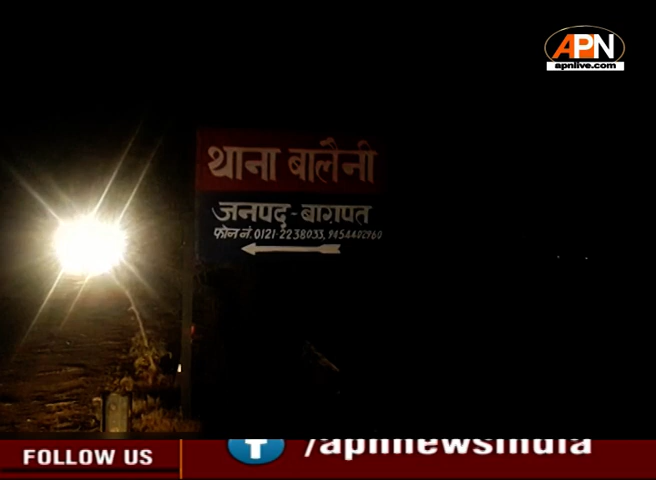 APN
apnlive.com
थाना बालैनी
जनपद - बागपत
फोन नं. 0121-2238033, 9454402960
FOLLOW US
/apnnewsindia